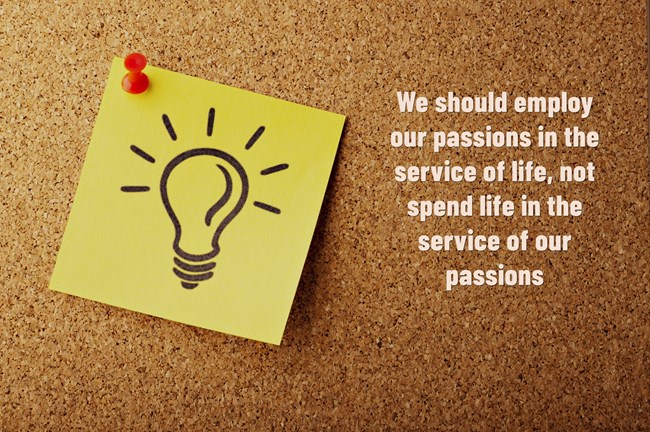 We should employ
our passions in the
service of life, not
spend life in the
service of our
passions